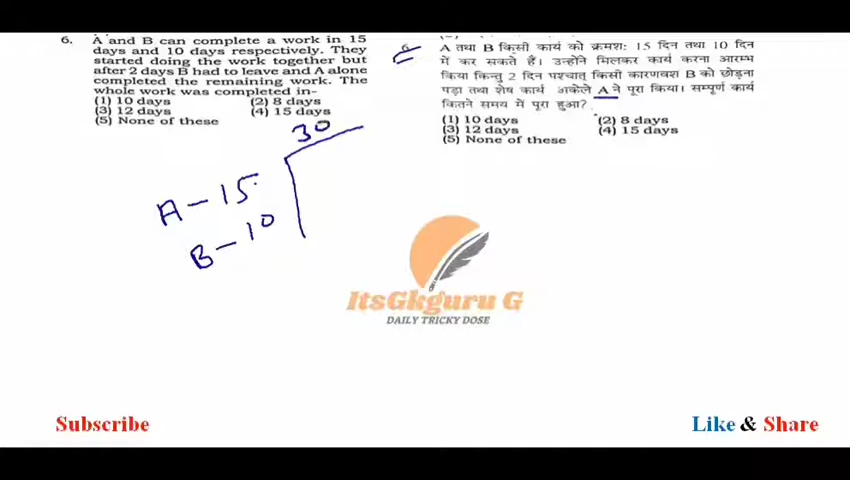 6. A and B can complete a work in 15
days and 10 days respectively. They
started doing the work together but
after 2 days B had to leave and A alone
completed the remaining work. The
whole work was completed in-
(1) 10 days (2) 8 days
(3) 12 days (4) 15 days
(5) None of these
6. A तथा B किसी कार्य को क्रमश: 15 दिन तथा 10 दिन
में कर सकते हैं। उन्होंने मिलकर कार्य करना आरम्भ
किया किन्तु 2 दिन पश्चात् किसी कारणवश B को छोड़ना
पड़ा तथा शेष कार्य अकेले A ने पूरा किया। सम्पूर्ण कार्य
कितने समय में पूरा हुआ?
(1) 10 days (2) 8 days
(3) 12 days (4) 15 days
(5) None of these
30
A - 15
B - 10
ItsGkguru G
DAILY TRICKY DOSE
Subscribe
Like & Share